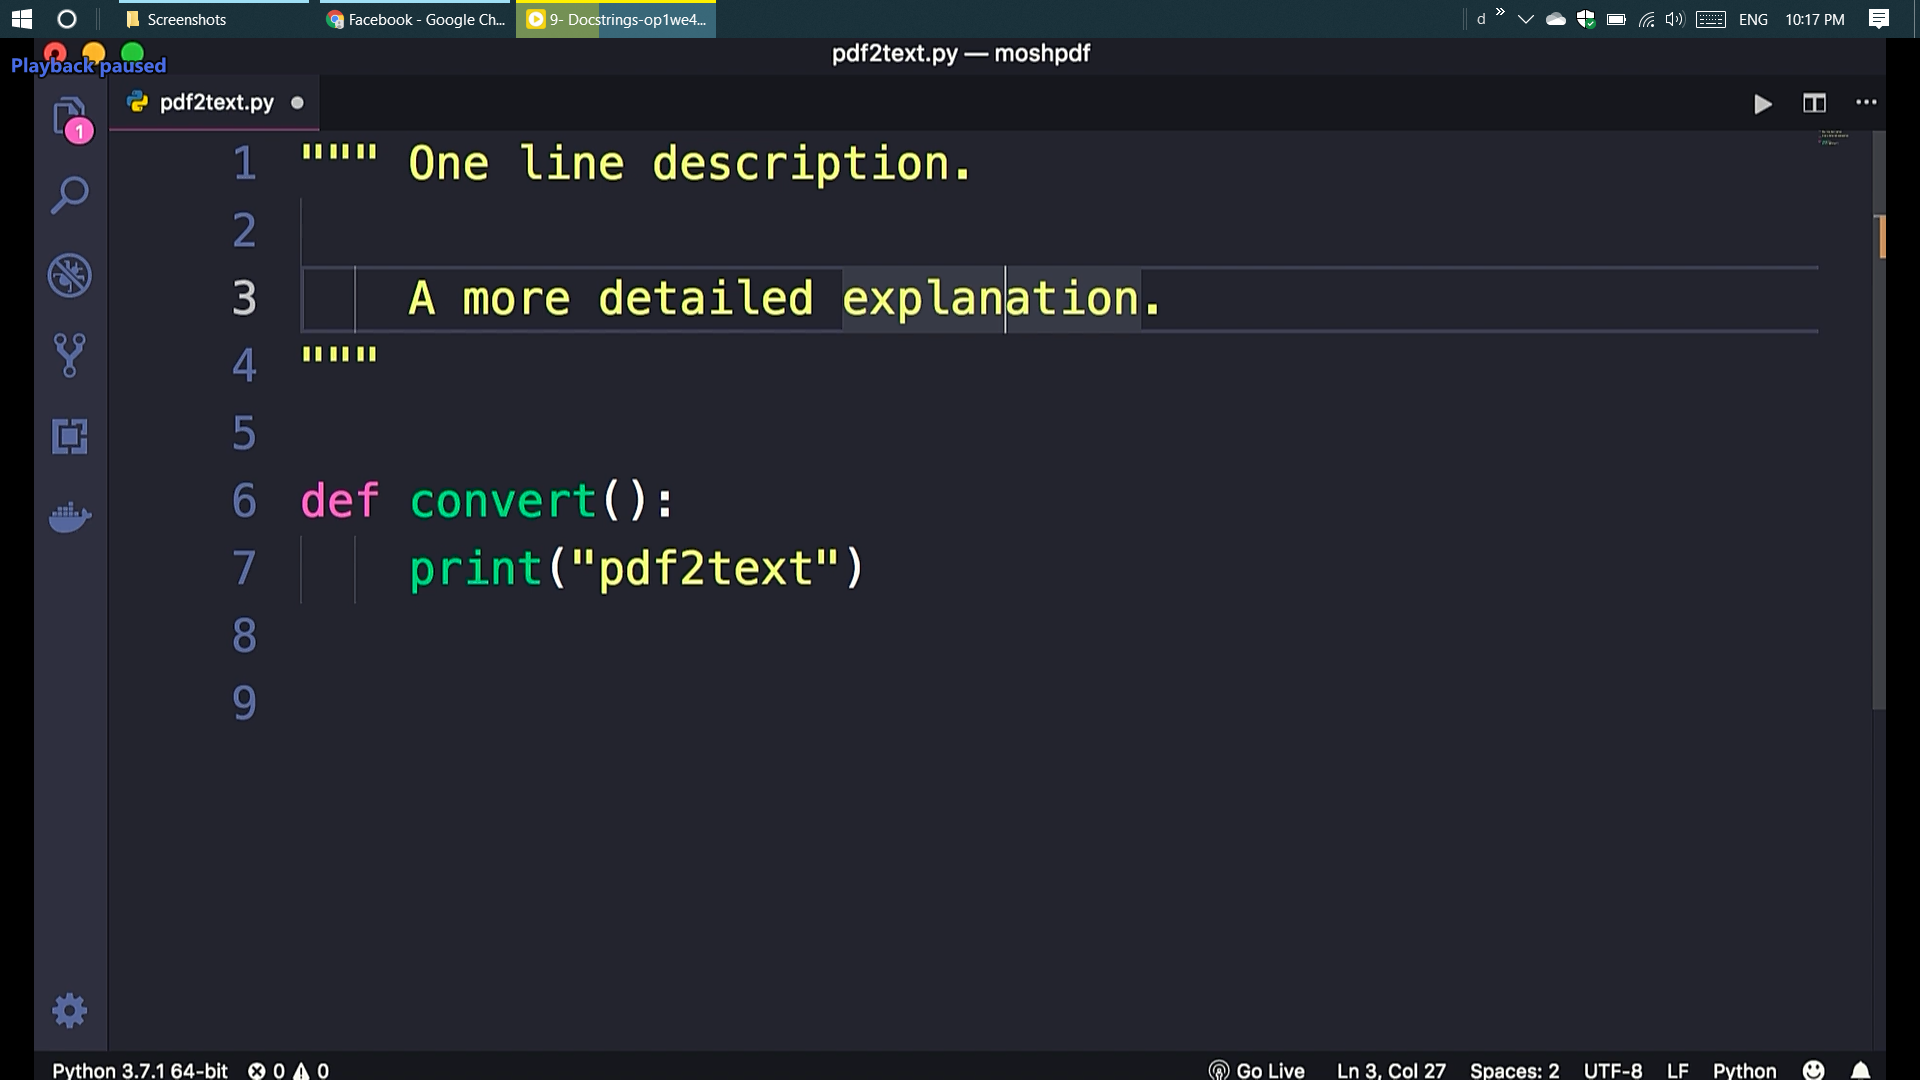 Screenshots
Facebook - Google Ch...
9- Docstrings-op1we4...
d »
ENG
10:17 PM
pdf2text.py — moshpdf
Playback paused
pdf2text.py
1
1 """ One line description.
2
3 A more detailed explanation.
4 """
5
6 def convert():
7 print("pdf2text")
8
9
Python 3.7.1 64-bit 0 0
Go Live Ln 3, Col 27 Spaces: 2 UTF-8 LF Python